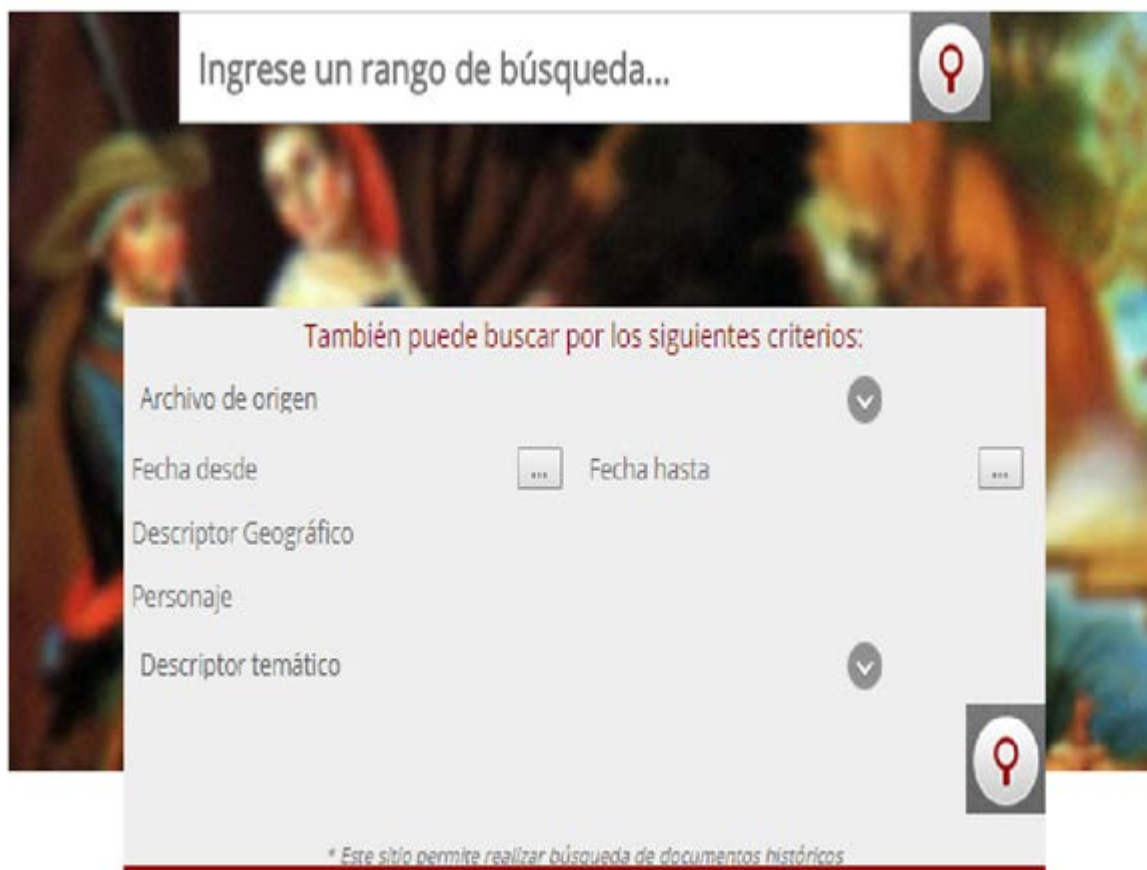 Ingrese un rango de búsqueda...
También puede buscar por los siguientes criterios:
Archivo de origen
Fecha desde ... Fecha hasta ...
Descriptor Geográfico
Personaje
Descriptor temático
* Este sitio permite realizar búsqueda de documentos históricos